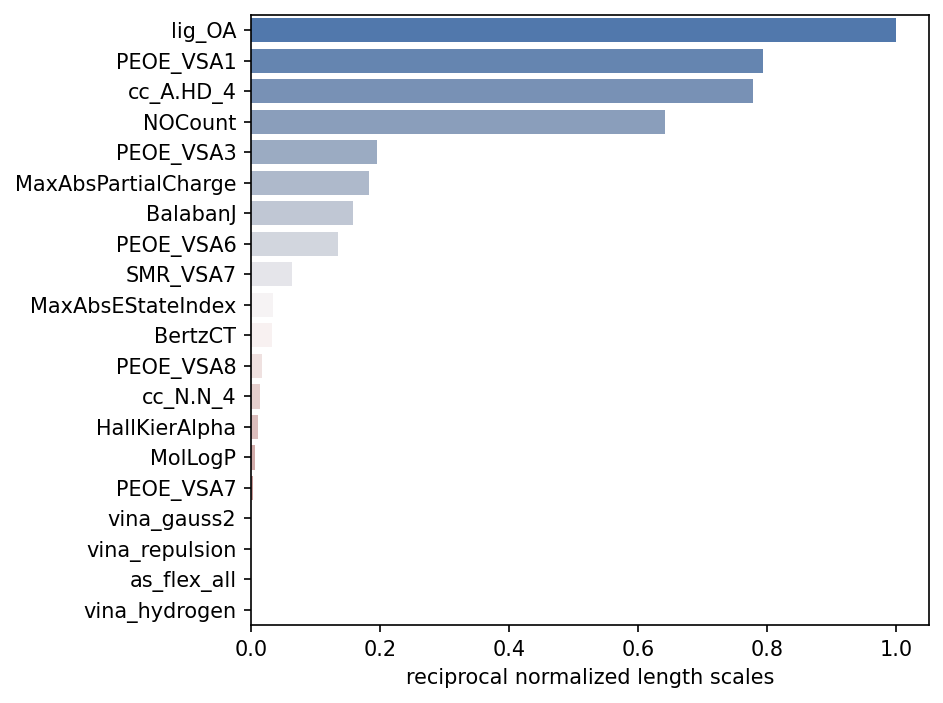 lig_OA
PEOE_VSA1
cc_A.HD_4
NOCount
PEOE_VSA3
MaxAbsPartialCharge
BalabanJ
PEOE_VSA6
SMR_VSA7
MaxAbsEStateIndex
BertzCT
PEOE_VSA8
cc_N.N_4
HallKierAlpha
MolLogP
PEOE_VSA7
vina_gauss2
vina_repulsion
as_flex_all
vina_hydrogen
0.0 0.2 0.4 0.6 0.8 1.0
reciprocal normalized length scales